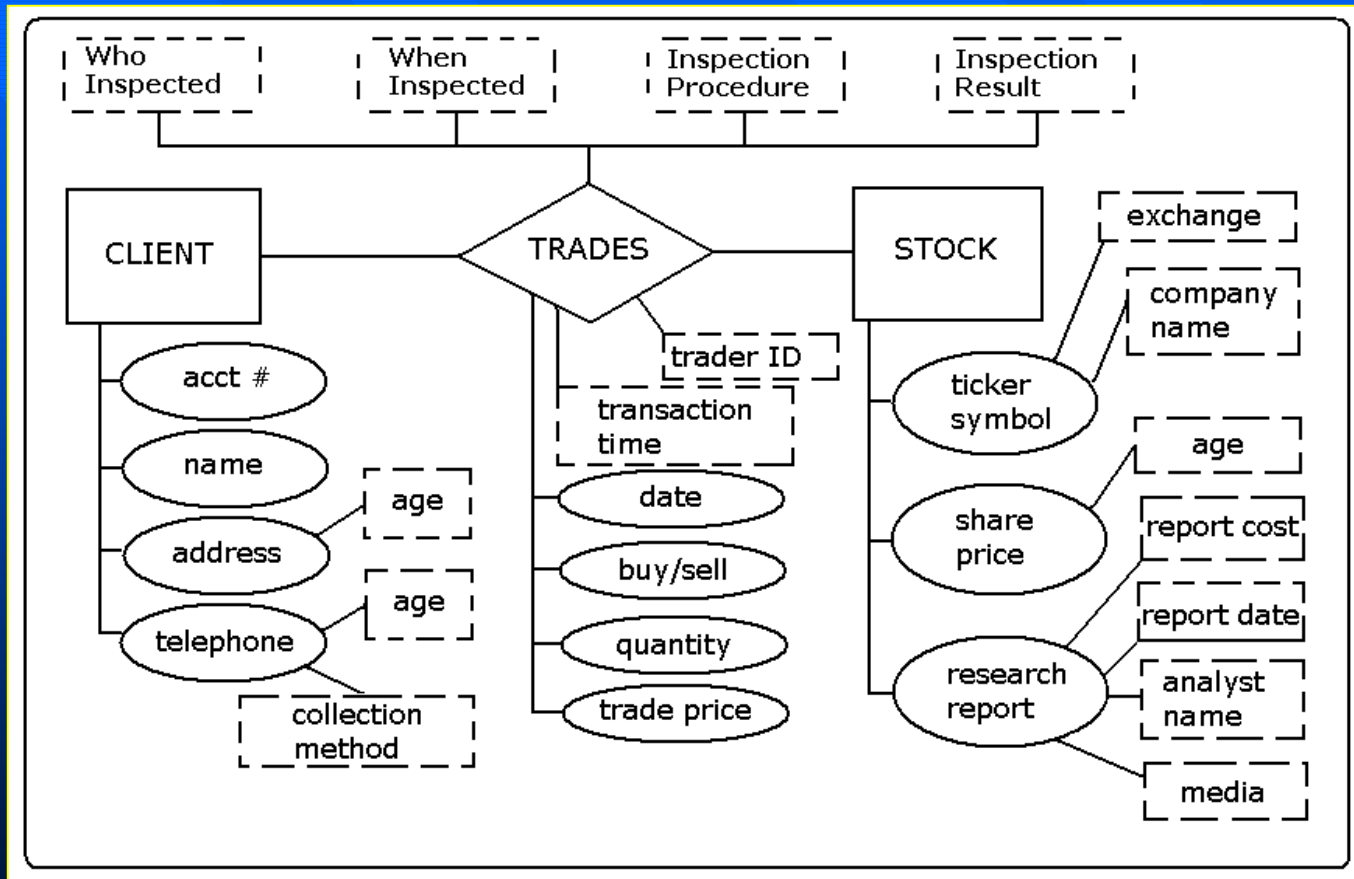 Who
Inspected
When
Inspected
Inspection
Procedure
Inspection
Result
CLIENT
TRADES
STOCK
exchange
company
name
trader ID
acct #
ticker
symbol
transaction
time
name
age
age
date
share
price
address
report cost
buy/sell
age
report date
telephone
quantity
research
report
analyst
name
collection
method
trade price
media